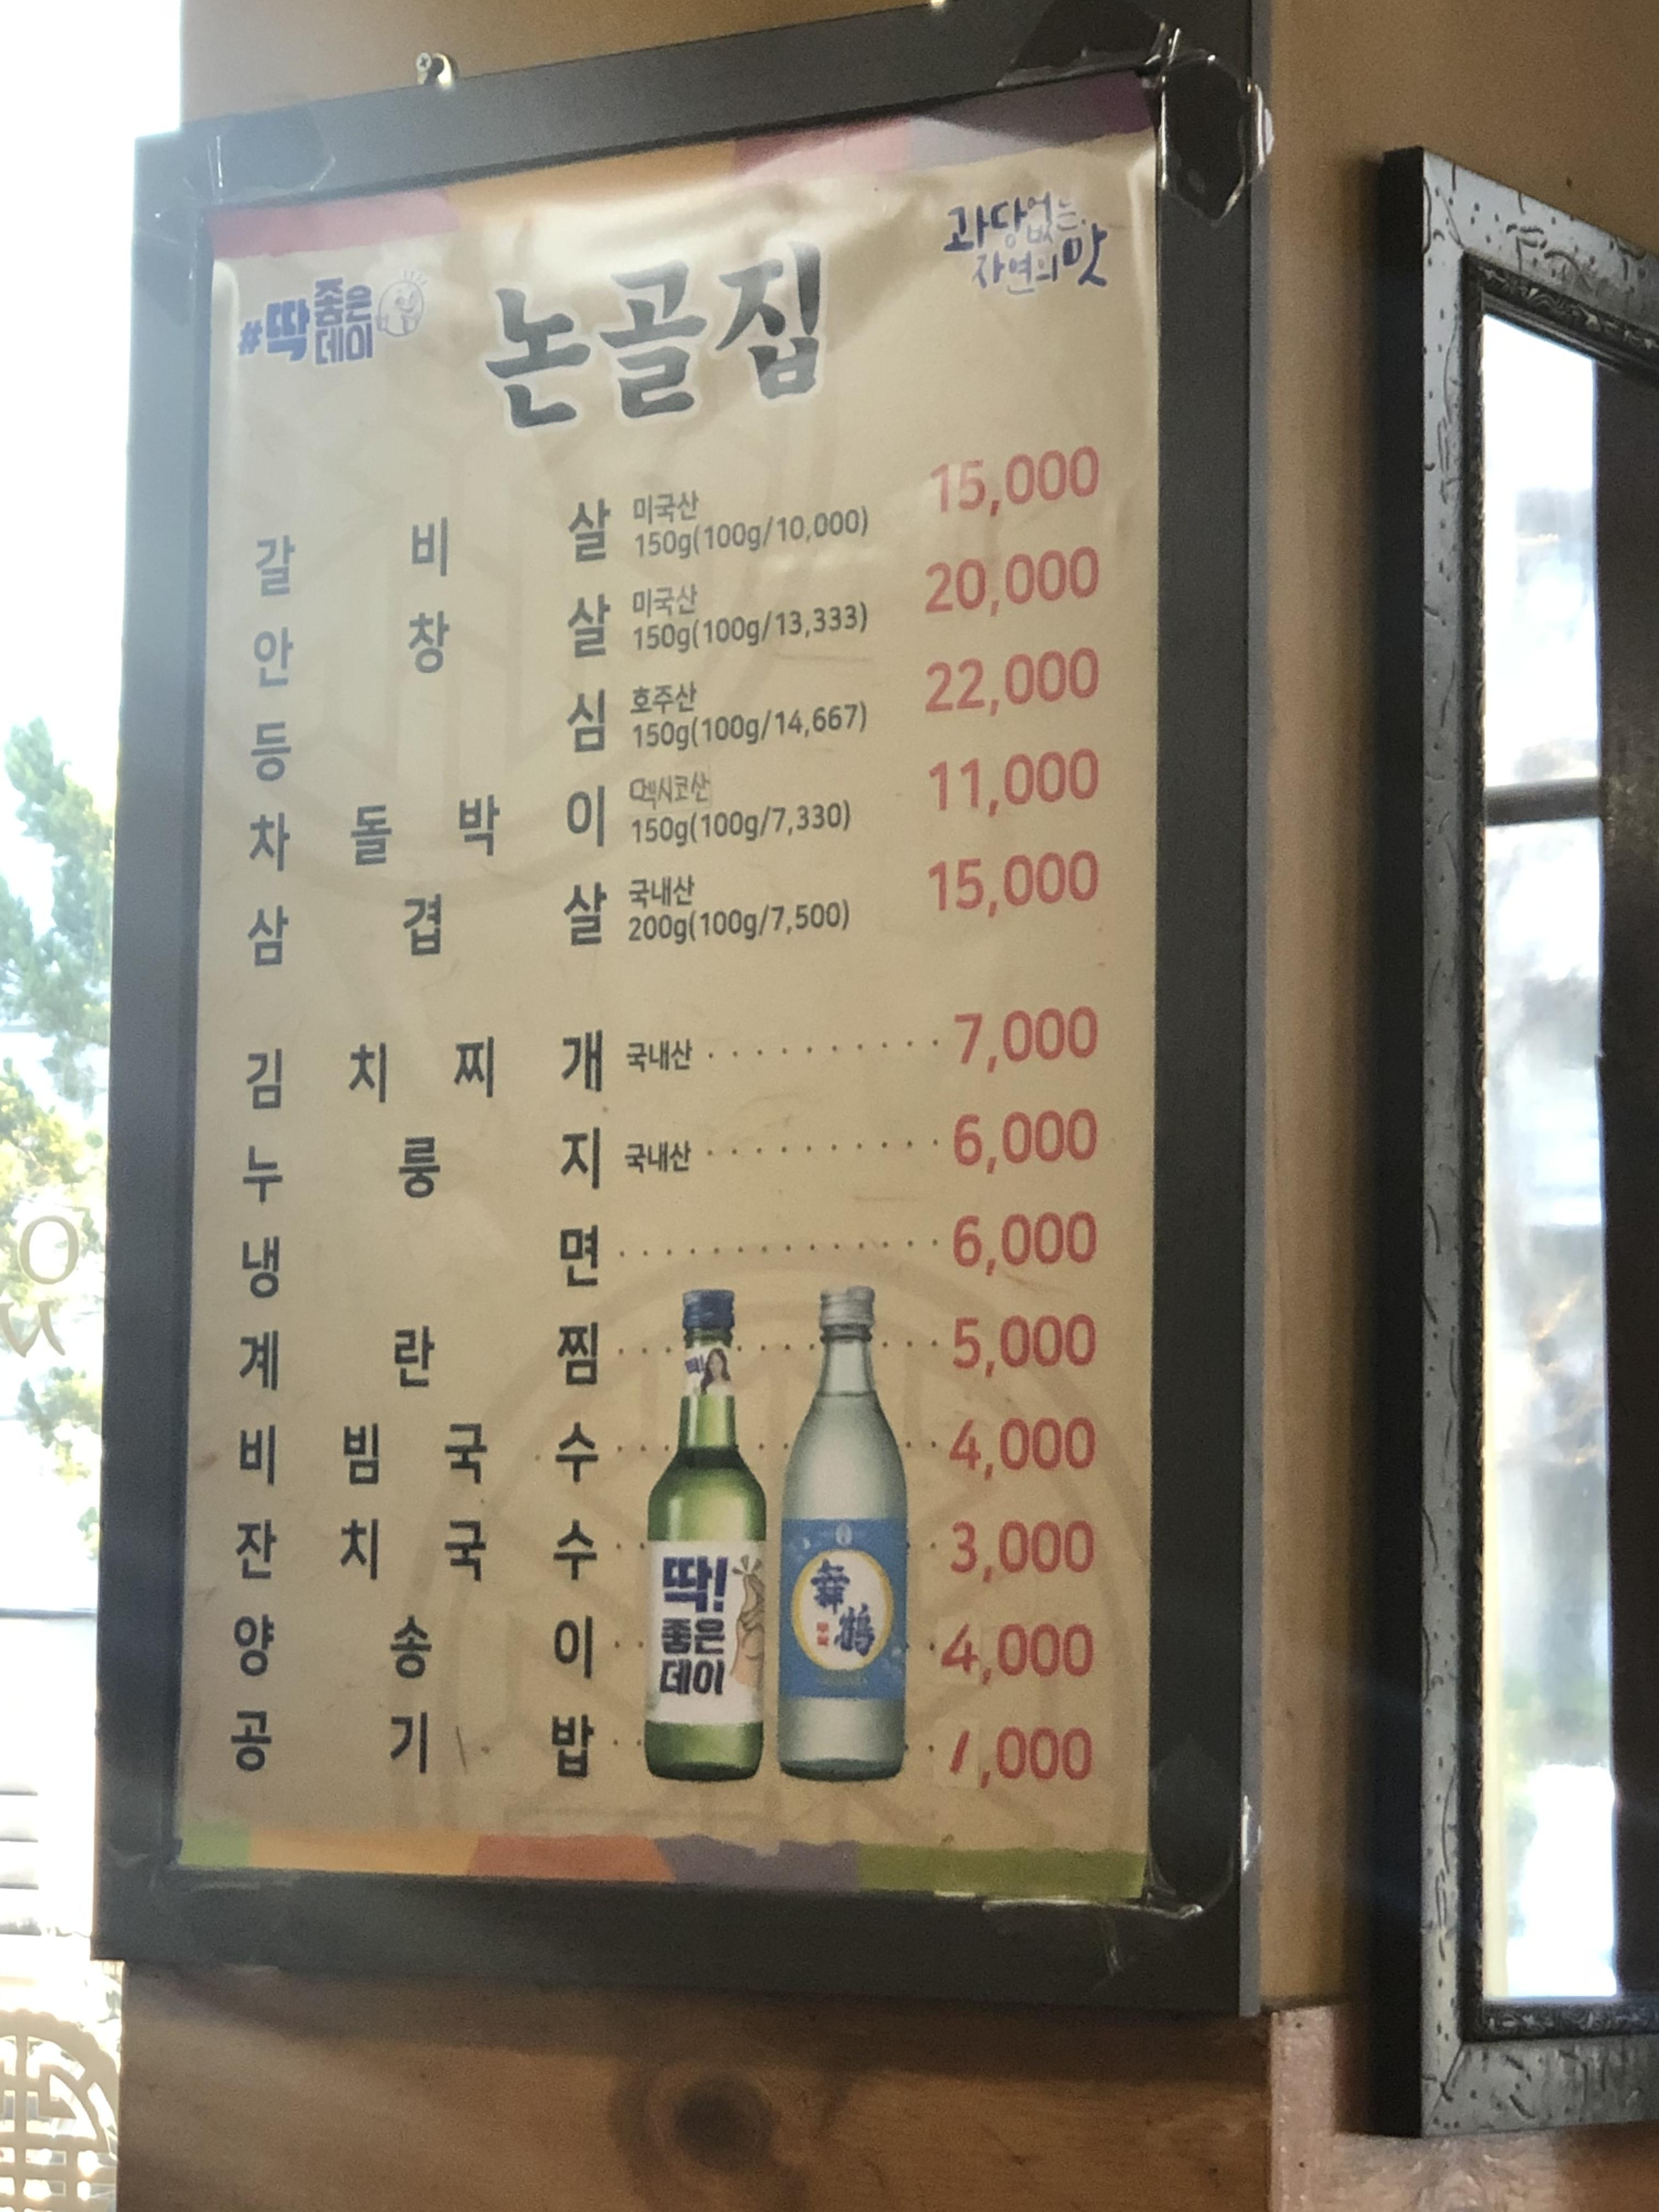 #딱 좋은데이
논골집
과당없는
자연의 맛
갈비살 미국산 150g(100g/10,000) 15,000
안창살 미국산 150g(100g/13,333) 20,000
등심 호주산 150g(100g/14,667) 22,000
차돌박이 멕시코산 150g(100g/7,330) 11,000
삼겹살 국내산 200g(100g/7,500) 15,000
김치찌개 국내산 7,000
누룽지 국내산 6,000
냉면 6,000
계란찜 5,000
비빔국수 4,000
잔치국수 3,000
양송이 4,000
공기밥 1,000
딱!
좋은
데이
舞
鶴